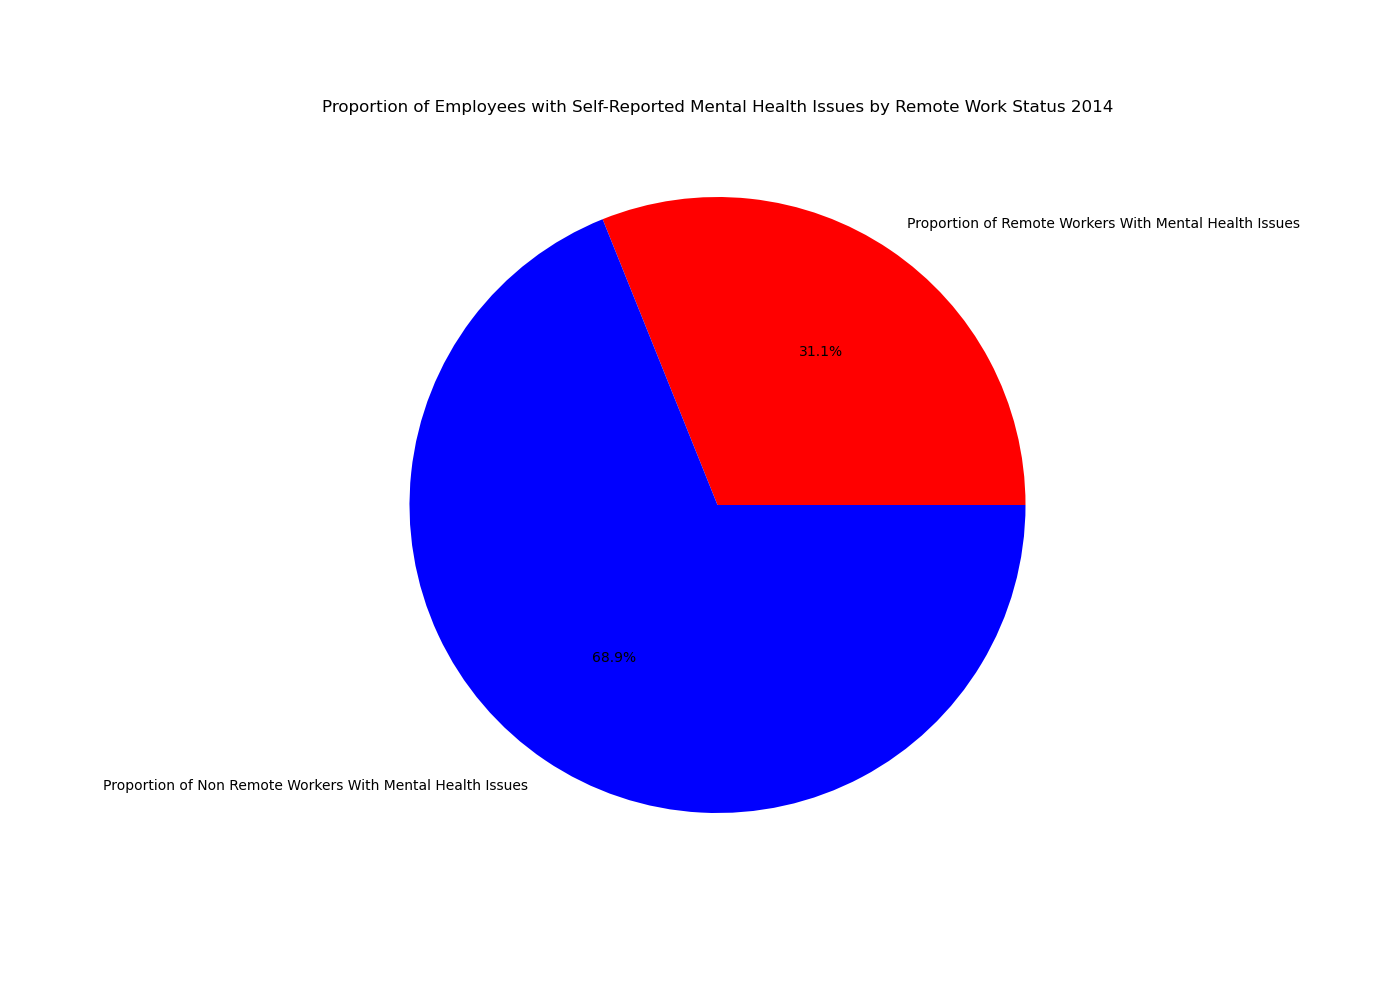 Proportion of Employees with Self-Reported Mental Health Issues by Remote Work Status 2014
Proportion of Remote Workers With Mental Health Issues
31.1%
68.9%
Proportion of Non Remote Workers With Mental Health Issues